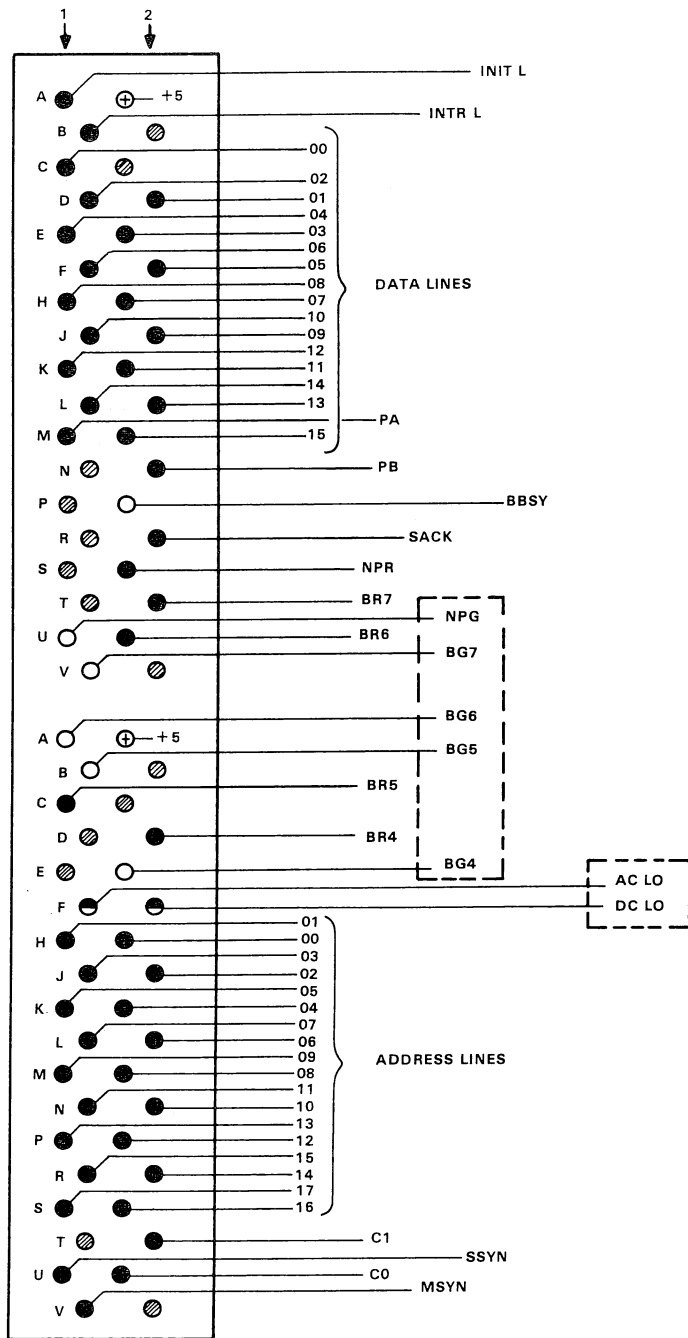 1 2
INIT L
A +5
INTR L
B
00
C
02
D 01
04
E 03
06
F 05
08
H 07
DATA LINES
10
J 09
12
K 11
14
L 13
PA
M 15
N PB
P BBSY
R SACK
S NPR
T BR7
NPG
U BR6
BG7
V
BG6
A +5
BG5
B
BR5
C
D BR4
E BG4
AC LO
F DC LO
01
H 00
03
J 02
05
K 04
07
L 06
09
ADDRESS LINES
M 08
11
N 10
13
P 12
15
R 14
17
S 16
T C1
SSYN
U C0
MSYN
V